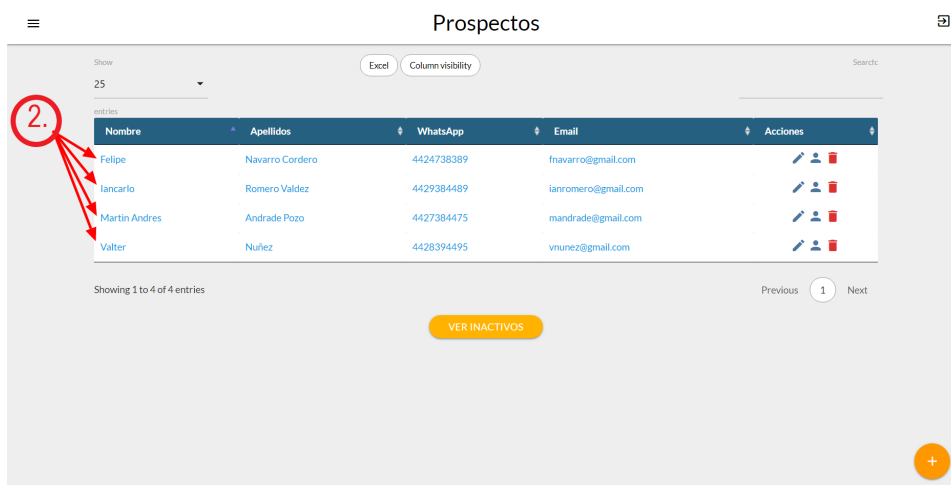 Prospectos
Show
25
entries
Excel Column visibility
Search:
2.
Nombre Apellidos WhatsApp Email Acciones
Felipe Navarro Cordero 4424738389 fnavarro@gmail.com
Iancarlo Romero Valdez 4429384489 ianromero@gmail.com
Martin Andres Andrade Pozo 4427384475 mandrade@gmail.com
Valter Nuñez 4428394495 vnunez@gmail.com
Showing 1 to 4 of 4 entries
Previous 1 Next
VER INACTIVOS
+